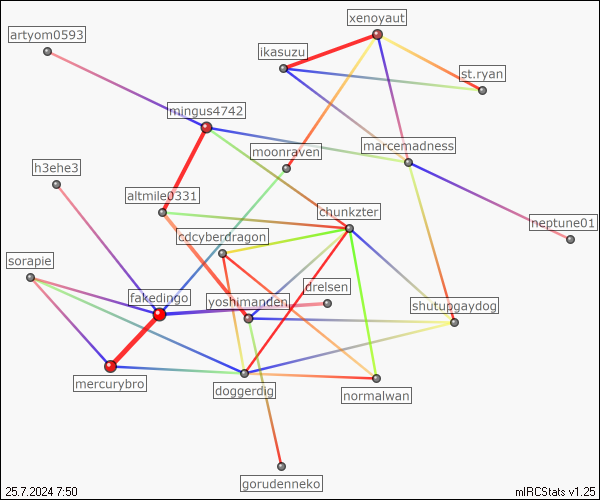 xenoyaut
artyom0593
ikasuzu
st.ryan
mingus4742
moonraven
marcemadness
h3ehe3
altmile0331
chunkzter
neptune01
cdcyberdragon
sorapie
drelsen
fakedingo
yoshimanden
shutupgaydog
mercurybro
doggerdig
normalwan
gorudenneko
25.7.2024 7:50
mIRCStats v1.25